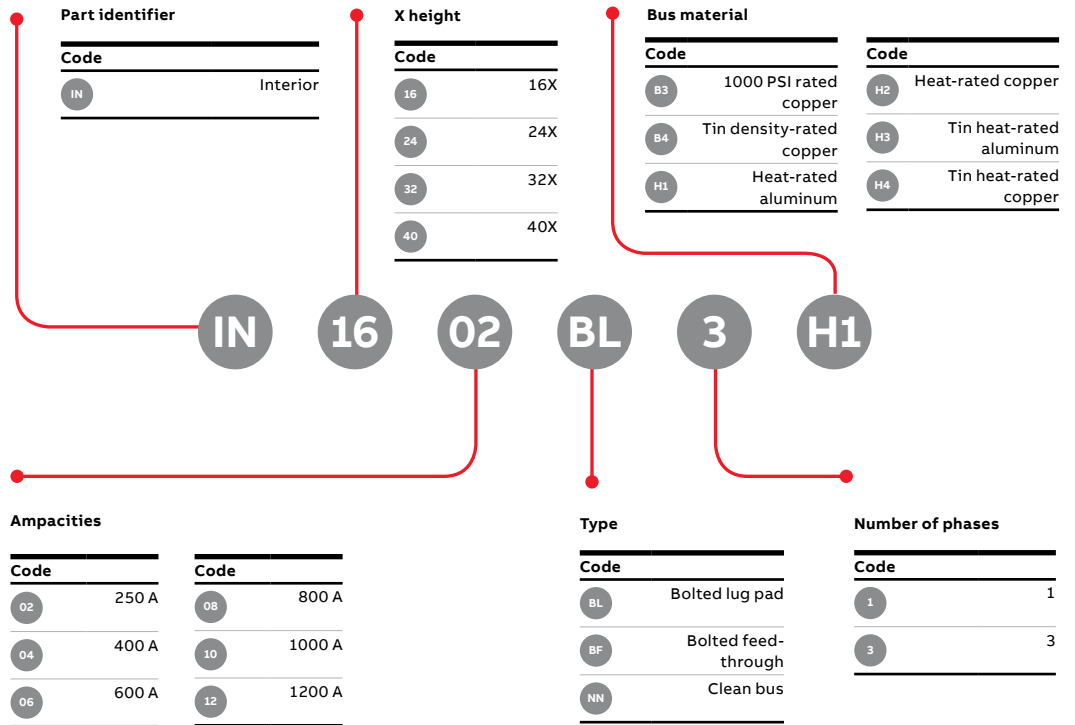 Part identifier
Code
IN Interior
X height
Code
16 16X
24 24X
32 32X
40 40X
Bus material
Code
B3 1000 PSI rated
copper
B4 Tin density-rated
copper
H1 Heat-rated
aluminum
Code
H2 Heat-rated copper
H3 Tin heat-rated
aluminum
H4 Tin heat-rated
copper
IN 16 02 BL 3 H1
Ampacities
Code
02 250 A
04 400 A
06 600 A
Code
08 800 A
10 1000 A
12 1200 A
Type
Code
BL Bolted lug pad
BF Bolted feed-
through
NN Clean bus
Number of phases
Code
1 1
3 3